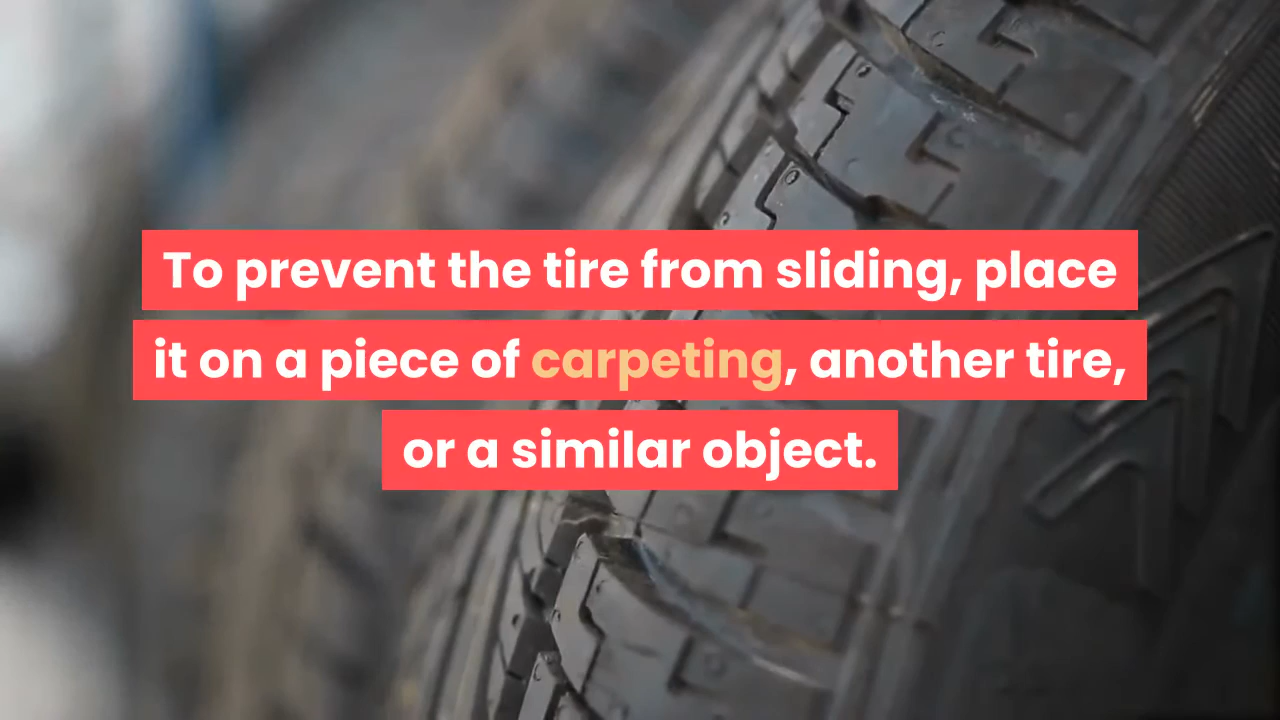 To prevent the tire from sliding, place
it on a piece of carpeting, another tire,
or a similar object.